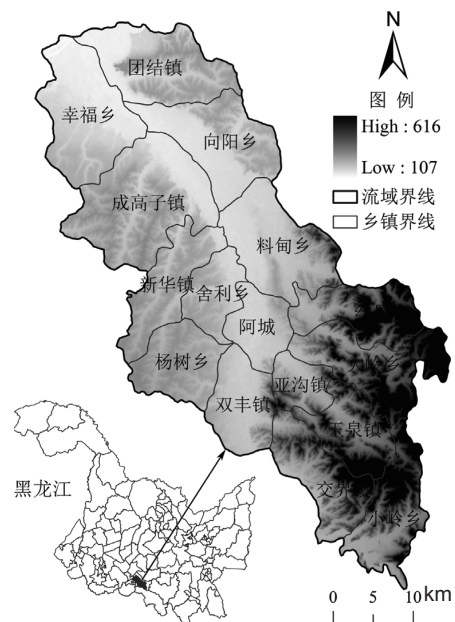 N
图 例
High : 616
Low : 107
流域界线
乡镇界线
团结镇
幸福乡
向阳乡
成高子镇
料甸乡
新华镇
舍利乡
阿城
杨树乡
亚沟镇
双丰镇
玉泉镇
小岭乡
黑龙江
0 5 10 km